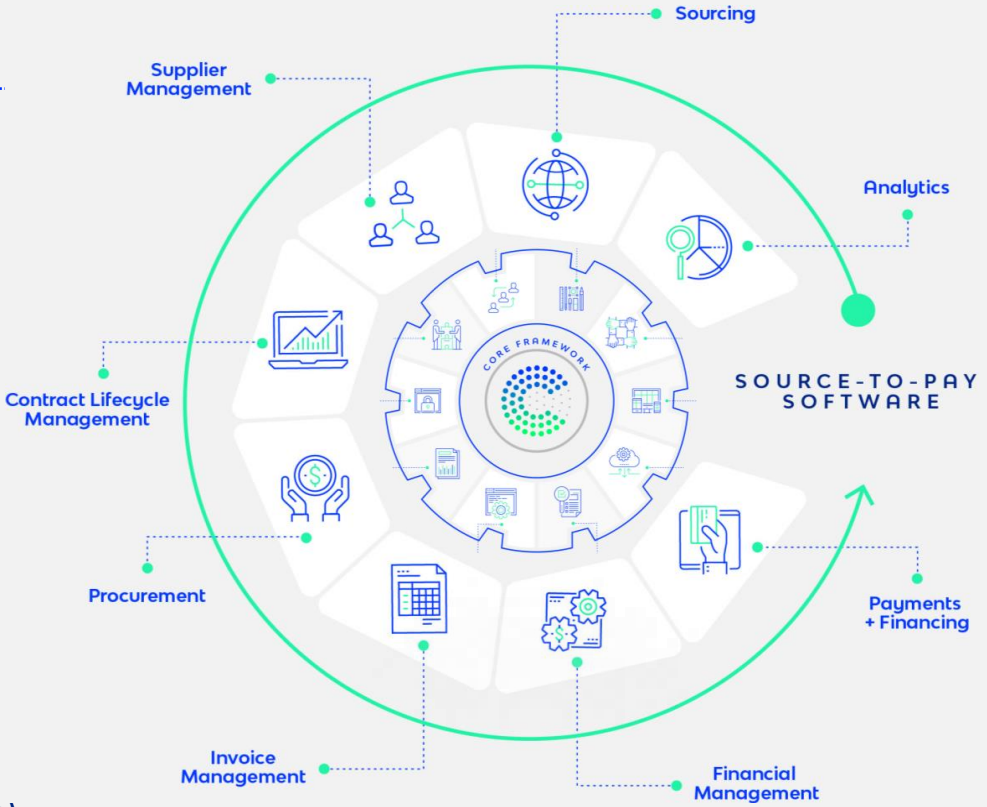 Sourcing
Supplier
Management
Analytics
CORE FRAMEWORK
SOURCE-TO-PAY
SOFTWARE
Contract Lifecycle
Management
Procurement
Payments
+ Financing
Invoice
Management
Financial
Management